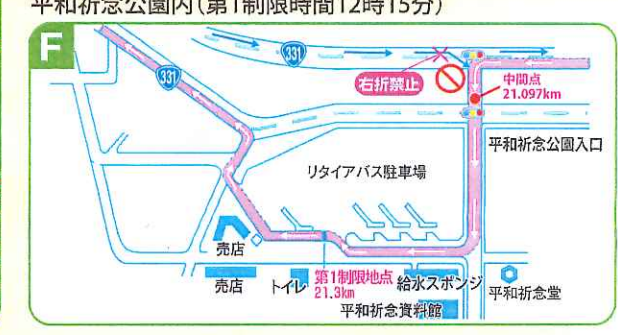 平和祈念公園内(第1制限時間12時15分)
F
331
331
右折禁止
中間点
21.097km
平和祈念公園入口
リタイアバス駐車場
売店
売店
トイレ
第1制限地点
21.3km
給水スポンジ
平和祈念資料館
平和祈念堂